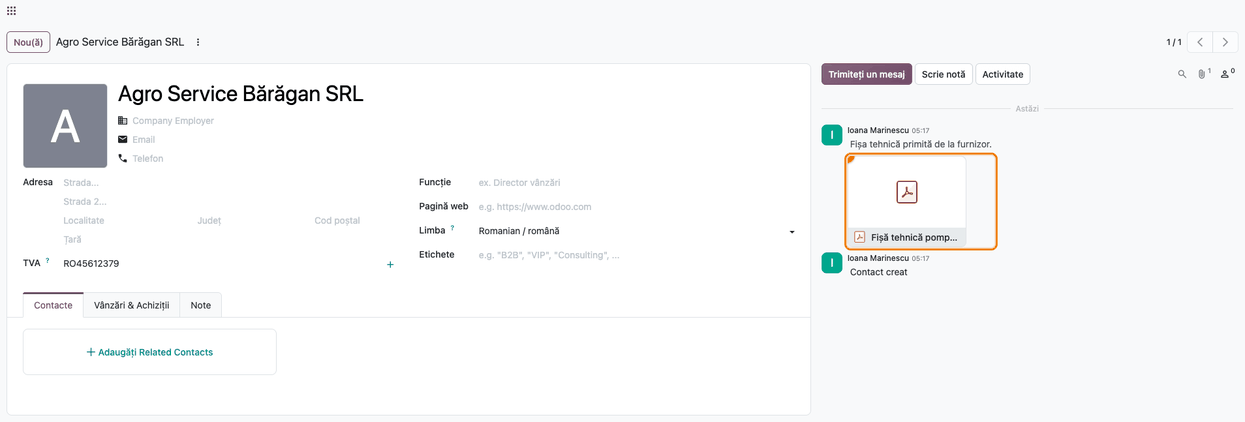 Nou(ă) Agro Service Bărăgan SRL
1 / 1
A
Agro Service Bărăgan SRL
Company Employer
Email
Telefon
Adresa Strada...
Strada 2...
Localitate Județ Cod poștal
Țară
TVA ? RO45612379 +
Funcție ex. Director vânzări
Pagină web e.g. https://www.odoo.com
Limba ? Romanian / română
Etichete e.g. "B2B", "VIP", "Consulting", ...
Contacte Vânzări & Achiziții Note
+ Adaugăți Related Contacts
Trimiteți un mesaj Scrie notă Activitate 1 0
Astăzi
I Ioana Marinescu 05:17
Fișa tehnică primită de la furnizor.
Fișă tehnică pomp...
I Ioana Marinescu 05:17
Contact creat